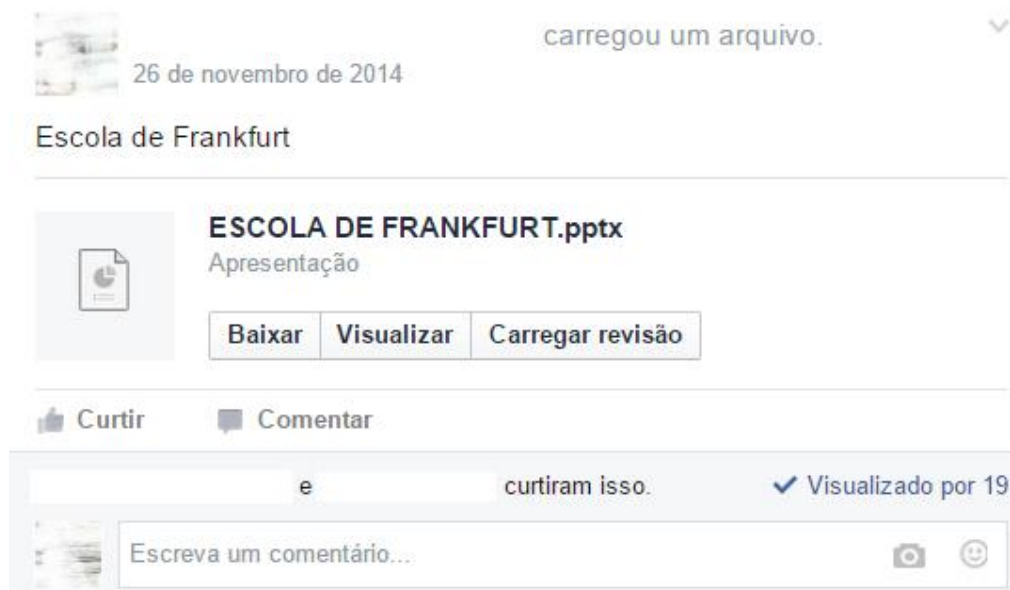 carregou um arquivo.
26 de novembro de 2014
Escola de Frankfurt
ESCOLA DE FRANKFURT.pptx
Apresentação
Baixar Visualizar Carregar revisão
Curtir Comentar
e curtiram isso. Visualizado por 19
Escreva um comentário...